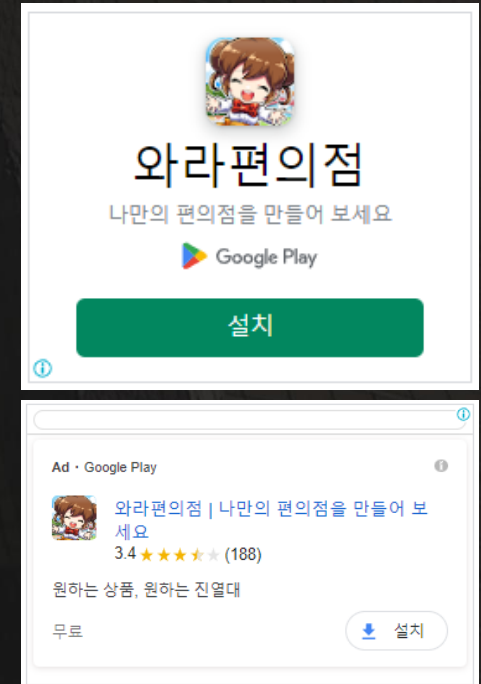 와라편의점
나만의 편의점을 만들어 보세요
Google Play
설치
Ad · Google Play
와라편의점 | 나만의 편의점을 만들어 보
세요
3.4 (188)
원하는 상품, 원하는 진열대
무료
설치